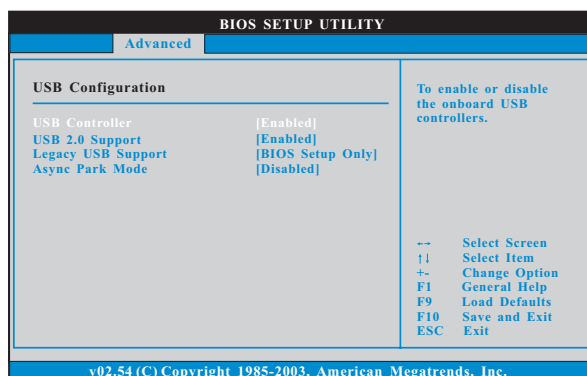 BIOS SETUP UTILITY
Advanced
USB Configuration
USB Controller [Enabled]
USB 2.0 Support [Enabled]
Legacy USB Support [BIOS Setup Only]
Async Park Mode [Disabled]
To enable or disable
the onboard USB
controllers.
←→ Select Screen
↑↓ Select Item
+- Change Option
F1 General Help
F9 Load Defaults
F10 Save and Exit
ESC Exit
v02.54 (C) Copyright 1985-2003, American Megatrends, Inc.